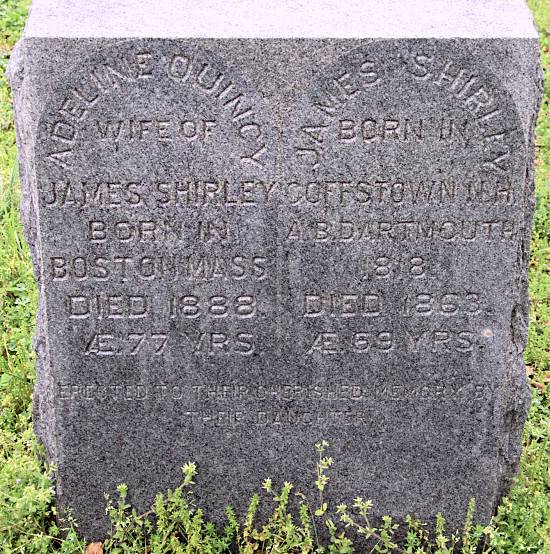 ADELINE QUINCY
WIFE OF
JAMES SHIRLEY
BORN IN
BOSTON MASS
DIED 1888.
Æ. 77 YRS.
JAMES SHIRLEY
BORN IN
GOFFSTOWN N.H.
A.B. DARTMOUTH
1818
DIED 1863.
Æ 69 YRS.
ERECTED TO THEIR CHERISHED MEMORY BY
THEIR DAUGHTER